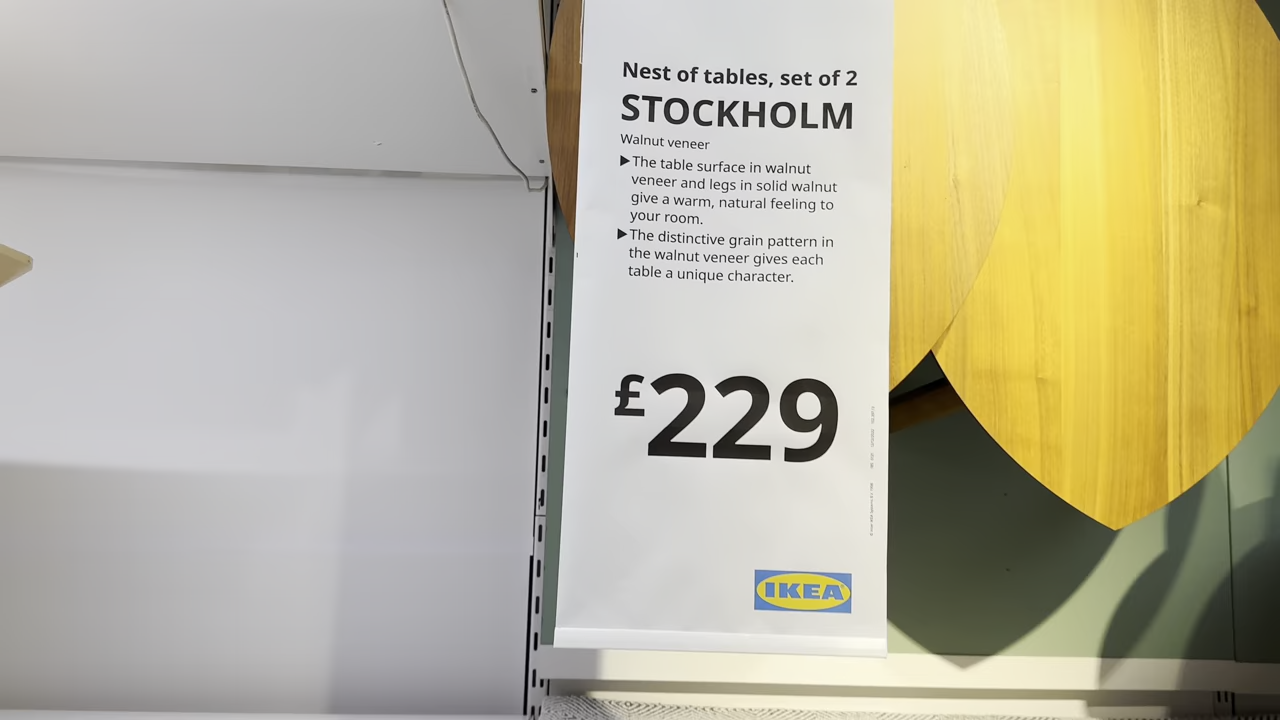 Nest of tables, set of 2
STOCKHOLM
Walnut veneer
▶The table surface in walnut
veneer and legs in solid walnut
give a warm, natural feeling to
your room.
▶The distinctive grain pattern in
the walnut veneer gives each
table a unique character.
£229
IKEA